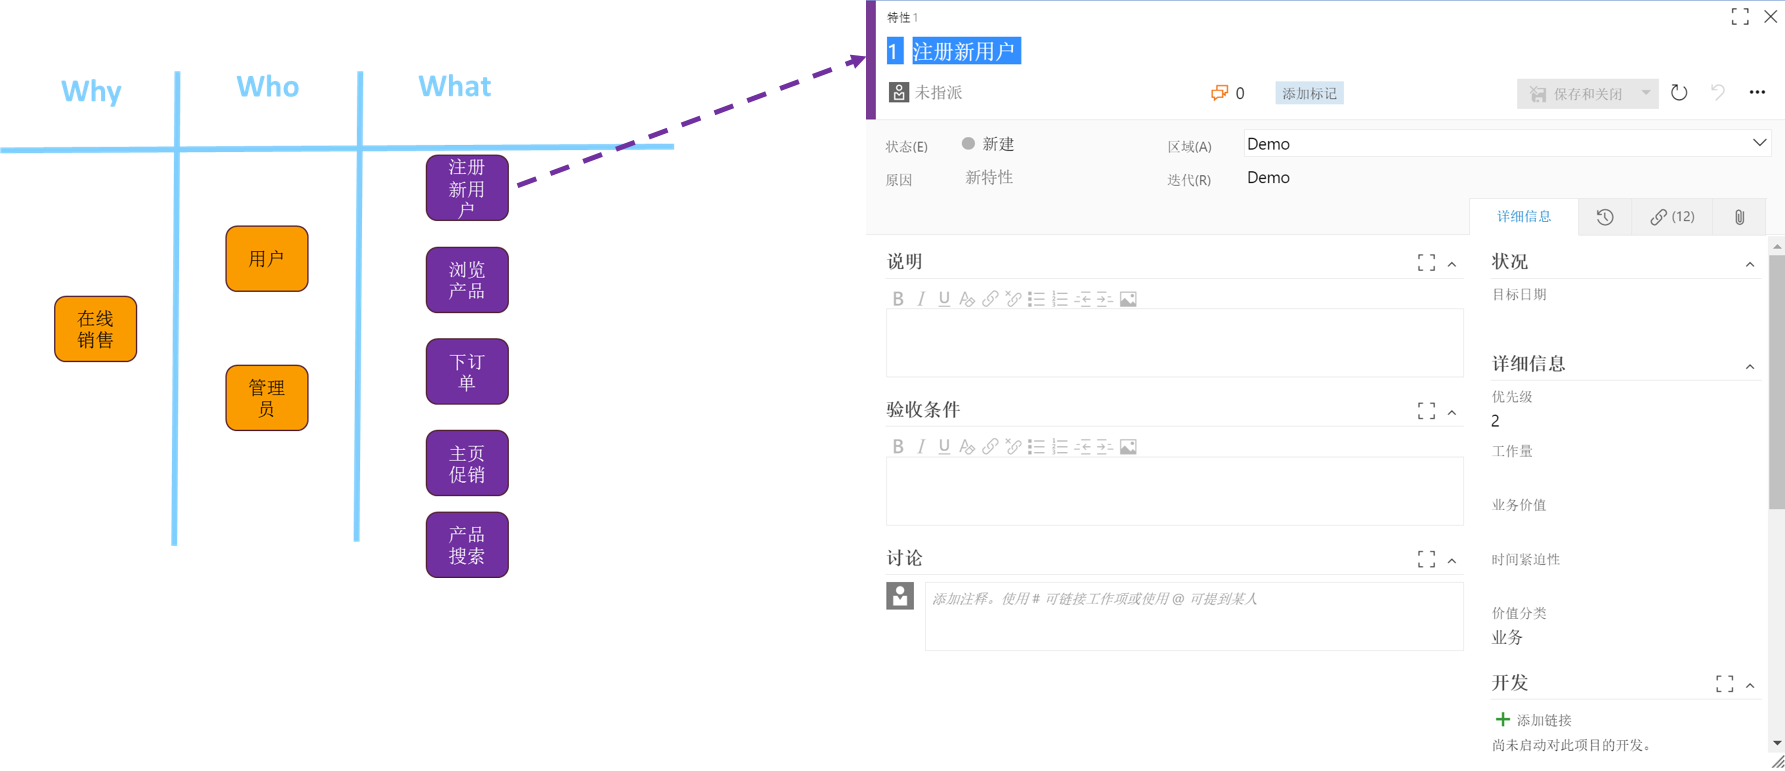 Why
Who
What
在线
销售
用户
管理
员
注册
新用
户
浏览
产品
下订
单
主页
促销
产品
搜索
特性 1
1 注册新用户
未指派
0
添加标记
保存和关闭
状态(E)
新建
区域(A)
Demo
原因
新特性
迭代(R)
Demo
详细信息
(12)
说明
B I U
验收条件
B I U
讨论
添加注释。使用 # 可链接工作项或使用 @ 可提到某人
状况
目标日期
详细信息
优先级
2
工作量
业务价值
时间紧迫性
价值分类
业务
开发
添加链接
尚未启动对此项目的开发。